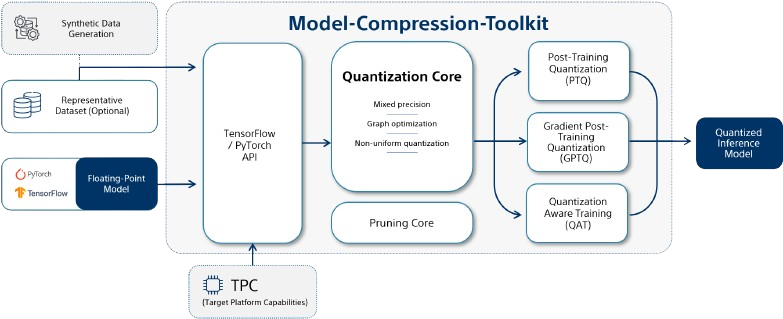 Model-Compression-Toolkit
Synthetic Data
Generation
Representative
Dataset (Optional)
PyTorch
TensorFlow
Floating-Point
Model
TensorFlow
/ PyTorch
API
Quantization Core
Mixed precision
Graph optimization
Non-uniform quantization
Pruning Core
Post-Training
Quantization
(PTQ)
Gradient Post-
Training
Quantization
(GPTQ)
Quantization
Aware Training
(QAT)
Quantized
Inference
Model
TPC
(Target Platform Capabilities)